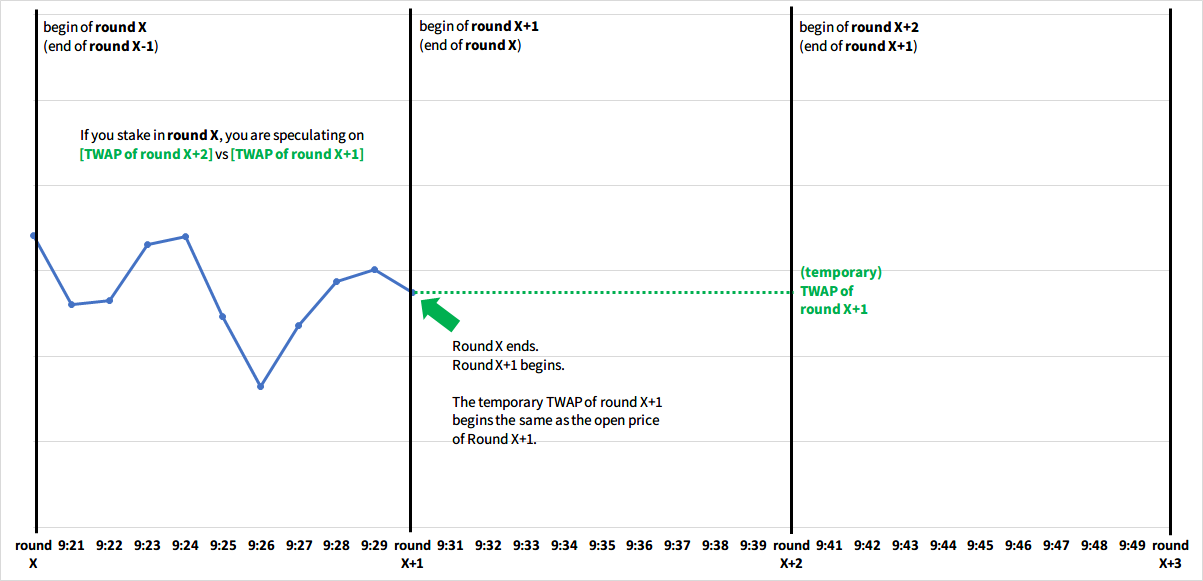 begin of round X
(end of round X-1)
begin of round X+1
(end of round X)
begin of round X+2
(end of round X+1)
If you stake in round X, you are speculating on
[TWAP of round X+2] vs [TWAP of round X+1]
(temporary)
TWAP of
round X+1
Round X ends.
Round X+1 begins.
The temporary TWAP of round X+1
begins the same as the open price
of Round X+1.
round 9:21 9:22 9:23 9:24 9:25 9:26 9:27 9:28 9:29 round 9:31 9:32 9:33 9:34 9:35 9:36 9:37 9:38 9:39 round 9:41 9:42 9:43 9:44 9:45 9:46 9:47 9:48 9:49 round
X X+1 X+2 X+3